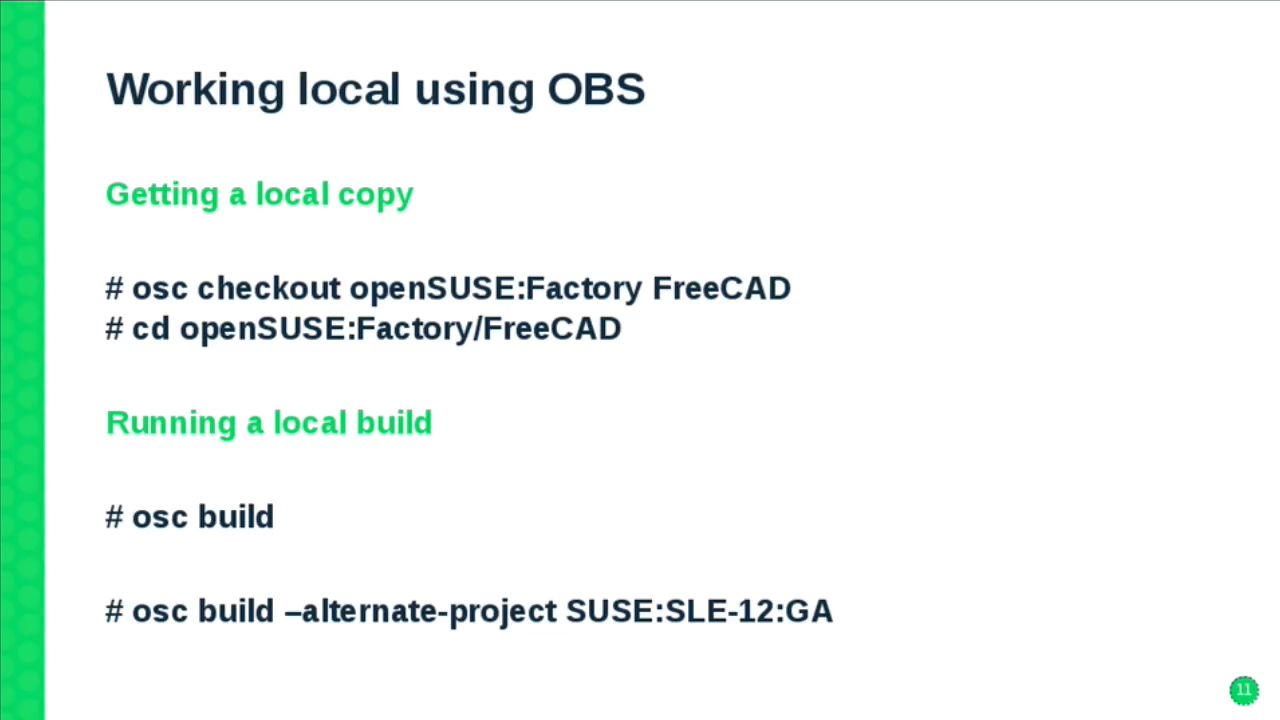 Working local using OBS
Getting a local copy
# osc checkout openSUSE:Factory FreeCAD
# cd openSUSE:Factory/FreeCAD
Running a local build
# osc build
# osc build –alternate-project SUSE:SLE-12:GA
11